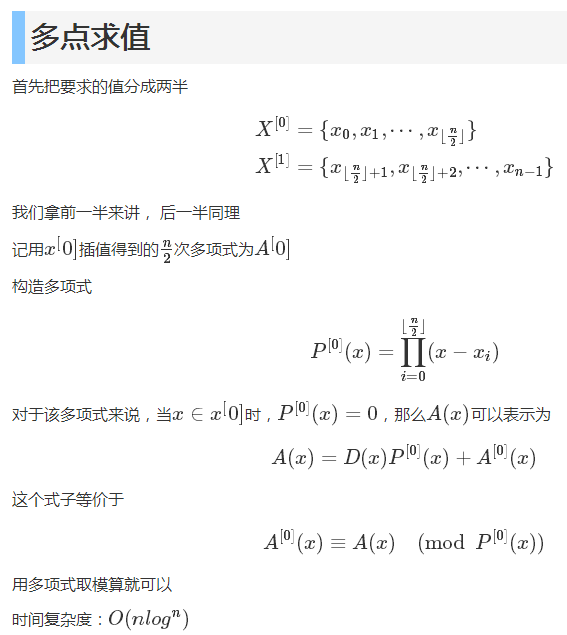 多点求值
首先把要求的值分成两半
$X^{[0]} = \{x_0, x_1, \cdots, x_{\lfloor \frac{n}{2} \rfloor}\}$
$X^{[1]} = \{x_{\lfloor \frac{n}{2} \rfloor + 1}, x_{\lfloor \frac{n}{2} \rfloor + 2}, \cdots, x_{n-1}\}$
我们拿前一半来讲，后一半同理
记用$x^[0]$插值得到的$\frac{n}{2}$次多项式为$A^[0]$
构造多项式
$P^{[0]}(x) = \prod_{i=0}^{\lfloor \frac{n}{2} \rfloor} (x - x_i)$
对于该多项式来说，当$x \in x^[0]$时，$P^{[0]}(x) = 0$，那么$A(x)$可以表示为
$A(x) = D(x)P^{[0]}(x) + A^{[0]}(x)$
这个式子等价于
$A^{[0]}(x) \equiv A(x) \pmod{P^{[0]}(x)}$
用多项式取模算就可以
时间复杂度：$O(nlog^n)$